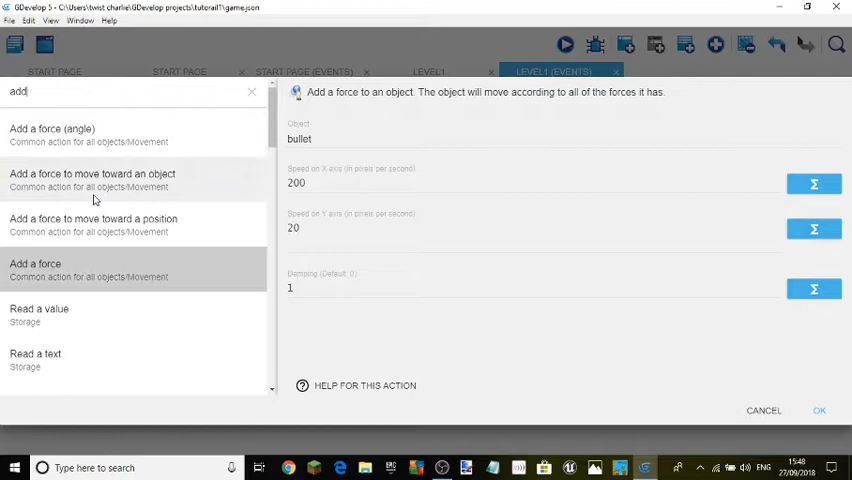 GDevelop 5 - C:\Users\twist charlie\GDevelop projects\tutorail1\game.json
File Edit View Window Help
START PAGE START PAGE START PAGE (EVENTS) LEVEL1 LEVEL1 (EVENTS)
add
Add a force to an object. The object will move according to all of the forces it has.
Add a force (angle)
Common action for all objects/Movement
Add a force to move toward an object
Common action for all objects/Movement
Add a force to move toward a position
Common action for all objects/Movement
Add a force
Common action for all objects/Movement
Read a value
Storage
Read a text
Storage
Object
bullet
Speed on X axis (in pixels per second)
200
Σ
Speed on Y axis (in pixels per second)
20
Σ
Damping (Default: 0)
1
Σ
HELP FOR THIS ACTION
CANCEL OK
Type here to search
EPIC
ENG
15:48
27/09/2018